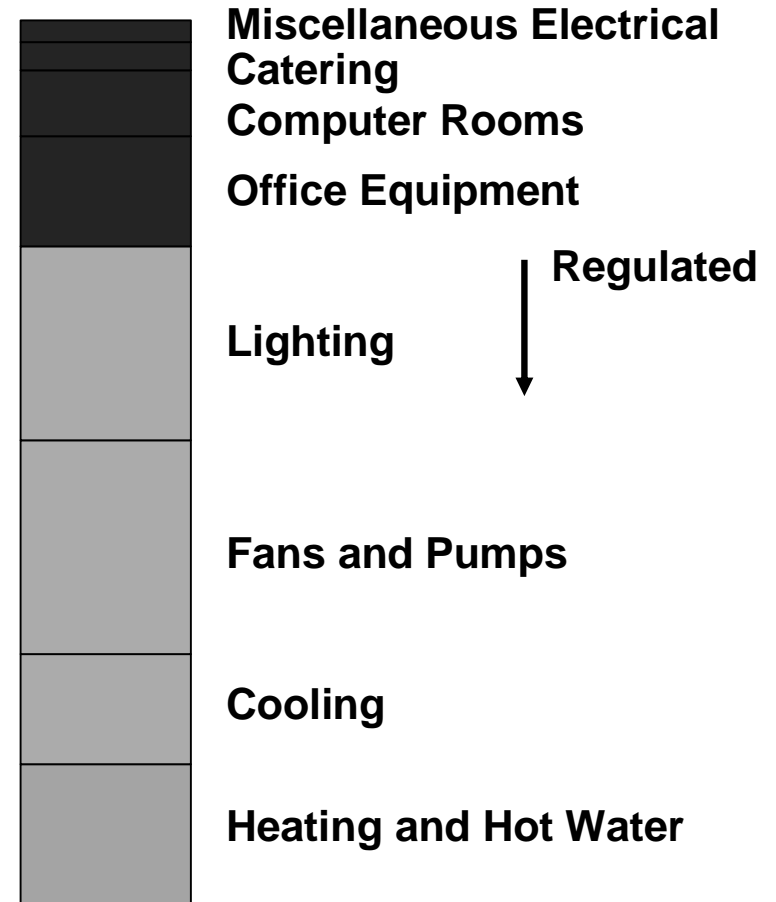 Miscellaneous Electrical
Catering
Computer Rooms
Office Equipment
Regulated
Lighting
Fans and Pumps
Cooling
Heating and Hot Water